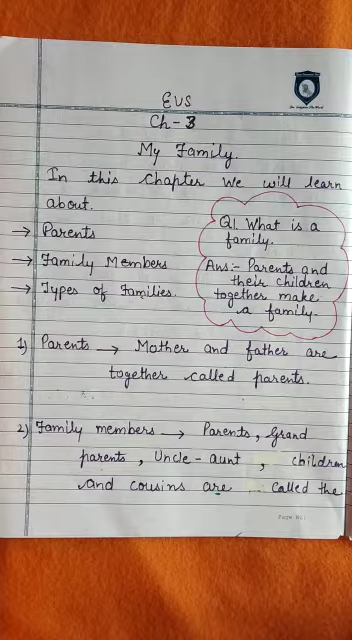 EVS
Ch-3
My Family.
In this chapter we will learn
about.
→ Parents
→ Family Members
→ Types of Families.
Q1. What is a
family.
Ans:- Parents and
their children
together make
a family.
1) Parents → Mother and father are
together called parents.
2) Family members → Parents, Grand
parents, Uncle-aunt, children
and cousins are called the
Page No.: